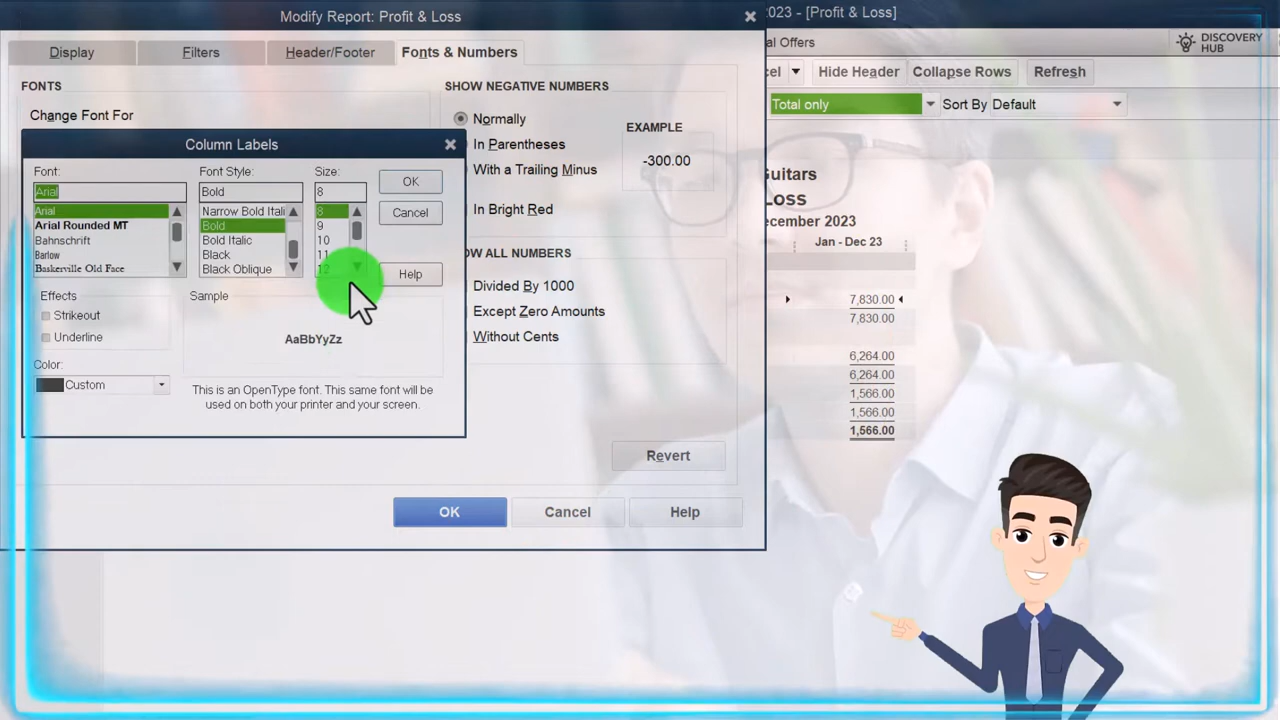 Modify Report: Profit & Loss
2023 - [Profit & Loss]
al Offers
DISCOVERY
HUB
Display
Filters
Header/Footer
Fonts & Numbers
cel
Hide Header
Collapse Rows
Refresh
Total only
Sort By
Default
FONTS
Change Font For
SHOW NEGATIVE NUMBERS
Normally
In Parentheses
With a Trailing Minus
In Bright Red
EXAMPLE
-300.00
OW ALL NUMBERS
Divided By 1000
Except Zero Amounts
Without Cents
Column Labels
Font:
Arial
Arial
Arial Rounded MT
Bahnschrift
Barlow
Baskerville Old Face
Font Style:
Bold
Narrow Bold Itali
Bold
Bold Italic
Black
Black Oblique
Size:
8
8
9
10
11
12
OK
Cancel
Help
Effects
Strikeout
Underline
Sample
AaBbYyZz
Color:
Custom
This is an OpenType font. This same font will be
used on both your printer and your screen.
Revert
OK
Cancel
Help
Guitars
Loss
ecember 2023
Jan - Dec 23
7,830.00
7,830.00
6,264.00
6,264.00
1,566.00
1,566.00
1,566.00